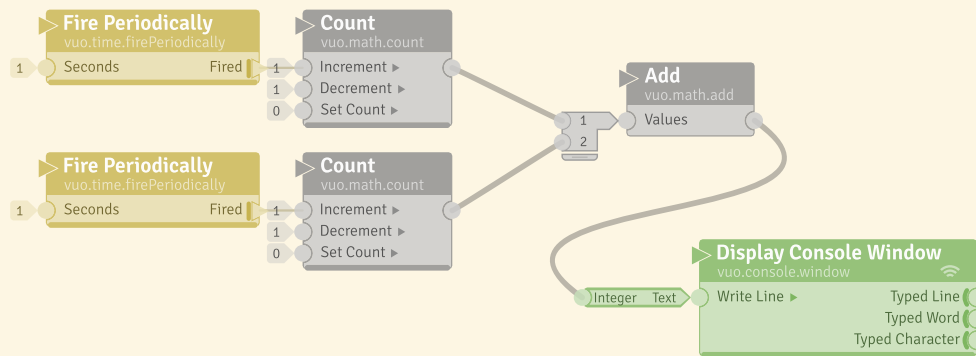 Fire Periodically
vuo.time.firePeriodically
1 Seconds Fired
Count
vuo.math.count
1 Increment
1 Decrement
0 Set Count
Add
vuo.math.add
1 Values
2
Fire Periodically
vuo.time.firePeriodically
1 Seconds Fired
Count
vuo.math.count
1 Increment
1 Decrement
0 Set Count
Display Console Window
vuo.console.window
Integer Text Write Line Typed Line
Typed Word
Typed Character